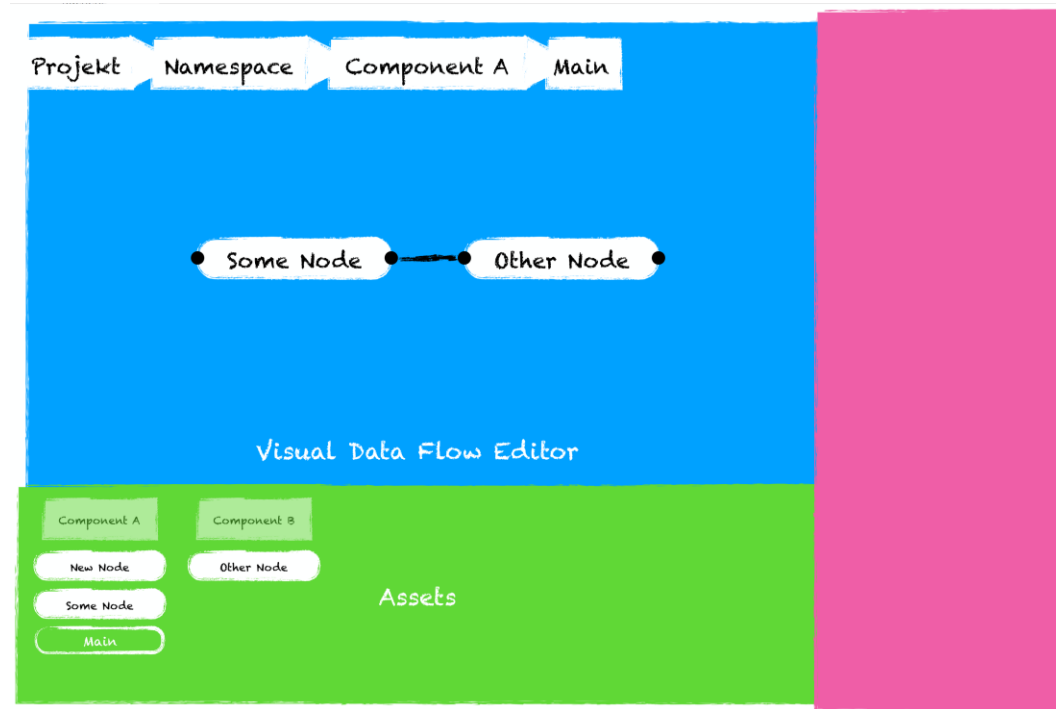 Projekt Namespace Component A Main
Some Node Other Node
Visual Data Flow Editor
Component A Component B
New Node Other Node
Some Node
Assets
Main